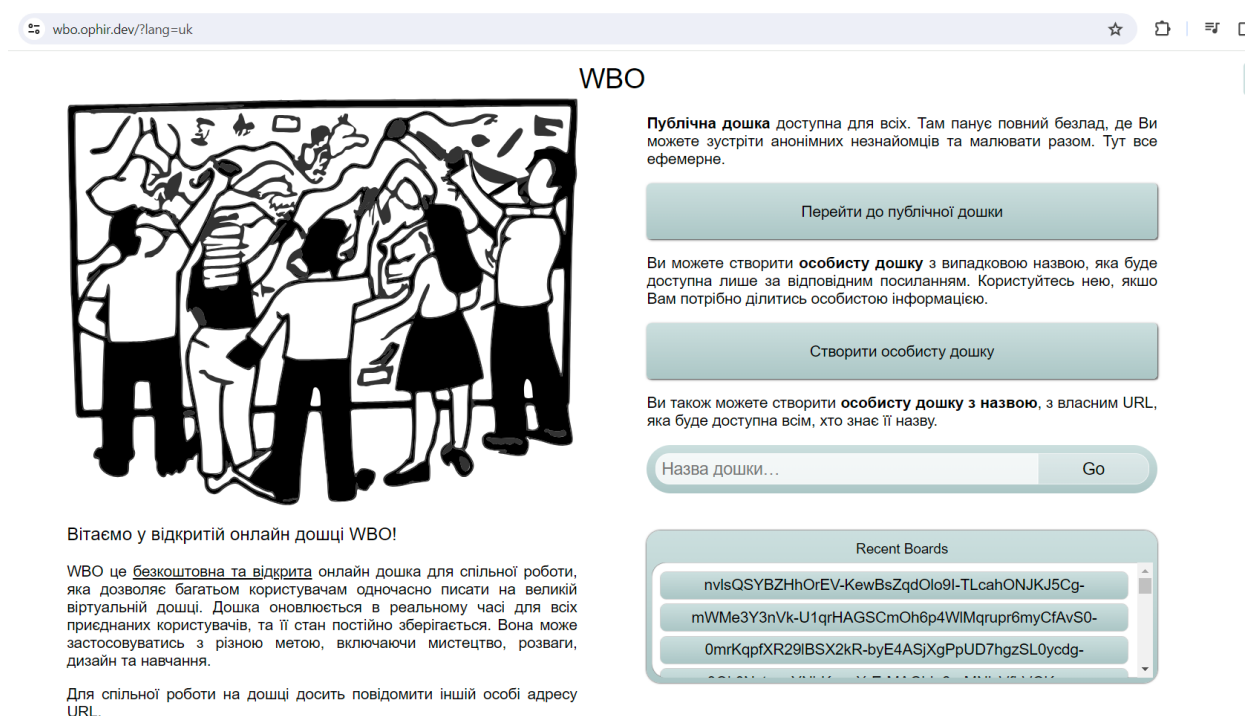 wbo.ophir.dev/?lang=uk
WBO
Публічна дошка доступна для всіх. Там панує повний безлад, де Ви
можете зустріти анонімних незнайомців та малювати разом. Тут все
ефемерне.
Перейти до публічної дошки
Ви можете створити особисту дошку з випадковою назвою, яка буде
доступна лише за відповідним посиланням. Користуйтесь нею, якшо
Вам потрібно ділитись особистою інформацією.
Створити особисту дошку
Ви також можете створити особисту дошку з назвою, з власним URL,
яка буде доступна всім, хто знає її назву.
Назва дошки…
Go
Вітаємо у відкритій онлайн дошці WBO!
WBO це безкоштовна та відкрита онлайн дошка для спільної роботи,
яка дозволяє багатьом користувачам одночасно писати на великій
віртуальній дошці. Дошка оновлюється в реальному часі для всіх
приєднаних користувачів, та її стан постійно зберігається. Вона може
застосовуватись з різною метою, включаючи мистецтво, розваги,
дизайн та навчання.
Для спільної роботи на дошці досить повідомити іншій особі адресу
URL.
Recent Boards
nvlsQSYBZHhOrEV-KewBsZqdOlo9I-TLcahONJKJ5Cg-
mWMe3Y3nVk-U1qrHAGSCmOh6p4WlMqrupr6myCfAvS0-
0mrKqpfXR29lBSX2kR-byE4ASjXgPpUD7hgzSL0ycdg-